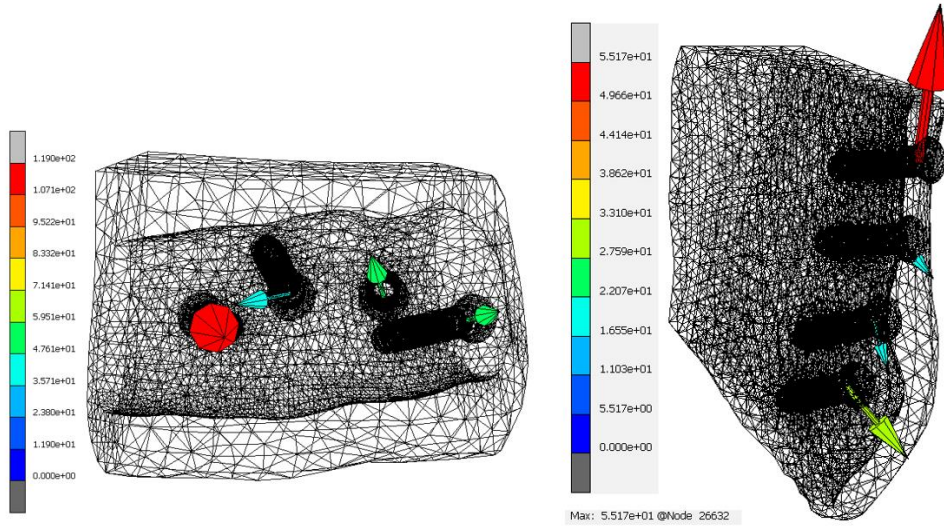 1.190e+02
1.071e+02
9.522e+01
8.332e+01
7.141e+01
5.951e+01
4.761e+01
3.571e+01
2.380e+01
1.190e+01
0.000e+00
5.517e+01
4.966e+01
4.414e+01
3.862e+01
3.310e+01
2.759e+01
2.207e+01
1.655e+01
1.103e+01
5.517e+00
0.000e+00
Max: 5.517e+01 @Node 26632